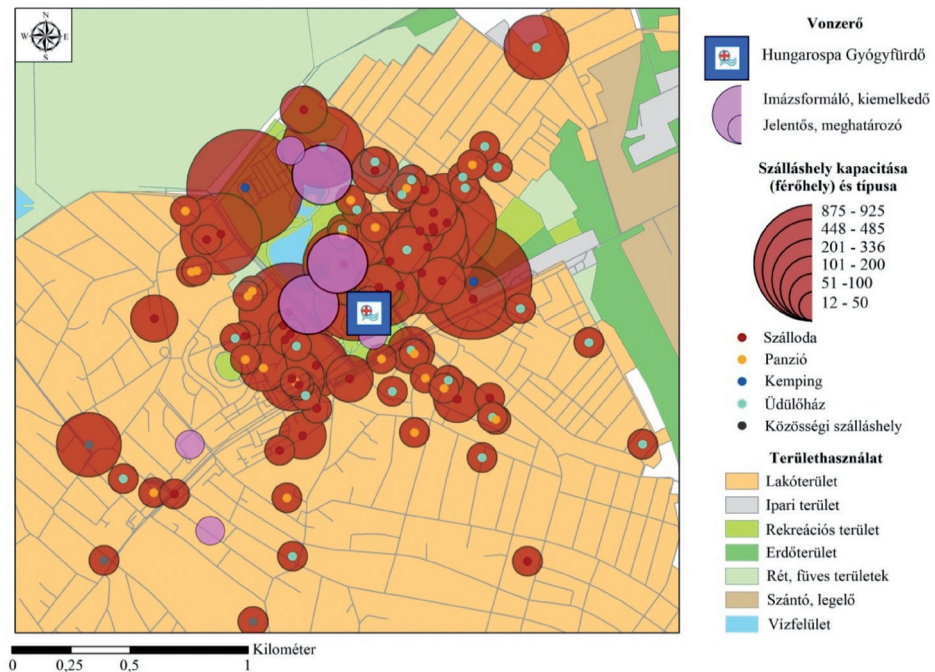 N
W E
S
Vonzerő
Hungarospa Gyógyfürdő
Imázsformáló, kiemelkedő
Jelentős, meghatározó
Szálláshely kapacitása
(férőhely) és típusa
875 - 925
448 - 485
201 - 336
101 - 200
51 -100
12 - 50
Szálloda
Panzió
Kemping
Üdülőház
Közösségi szálláshely
Területhasználat
Lakóterület
Ipari terület
Rekreációs terület
Erdőterület
Rét, füves területek
Szántó, legelő
Vízfelület
Kilométer
0 0,25 0,5 1